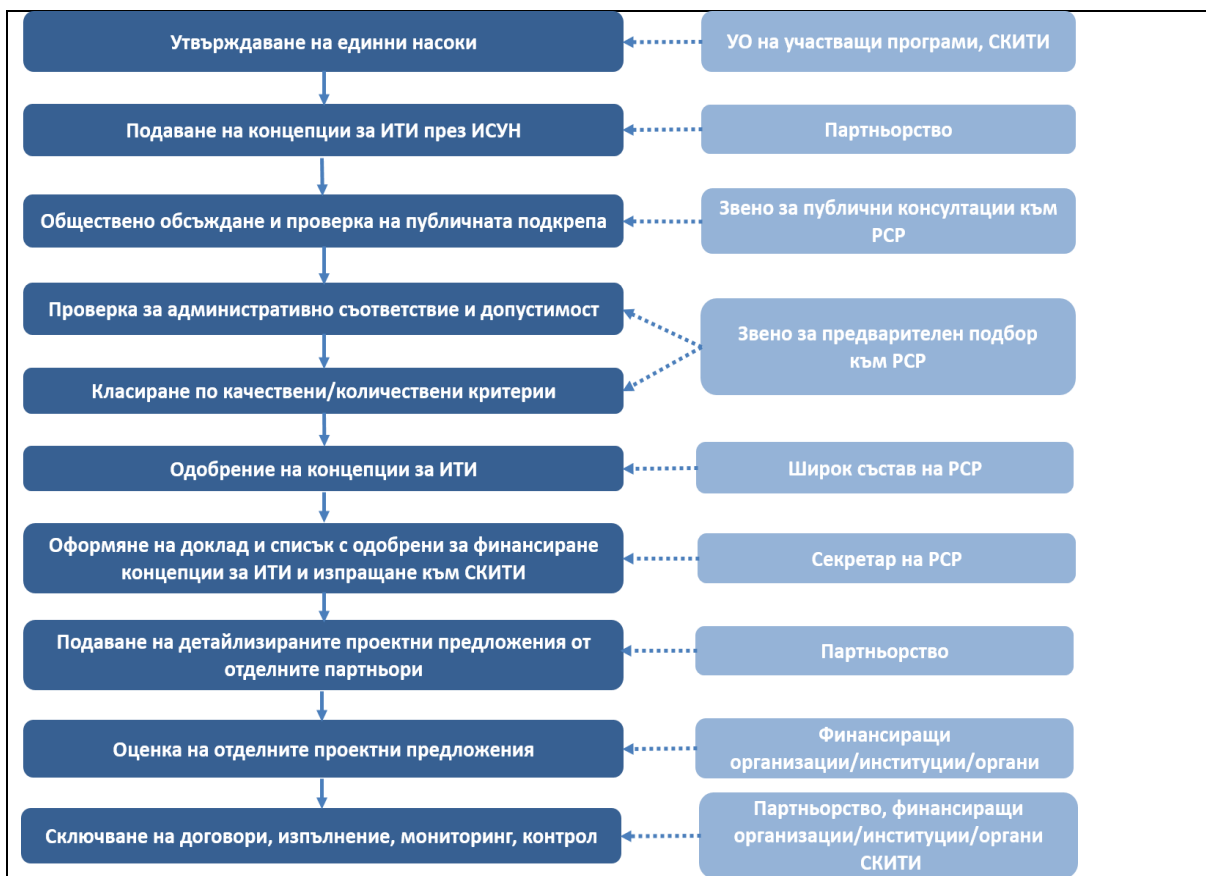 Утвърждаване на единни насоки
УО на участващи програми, СКИТИ
Подаване на концепции за ИТИ през ИСУН
Партньорство
Обществено обсъждане и проверка на публичната подкрепа
Звено за публични консултации към
РСР
Проверка за административно съответствие и допустимост
Звено за предварителен подбор
към РСР
Класиране по качествени/количествени критерии
Одобрение на концепции за ИТИ
Широк състав на РСР
Оформяне на доклад и списък с одобрени за финансиране
концепции за ИТИ и изпращане към СКИТИ
Секретар на РСР
Подаване на детайлизираните проектни предложения от
отделните партньори
Партньорство
Оценка на отделните проектни предложения
Финансиращи
организации/институции/органи
Сключване на договори, изпълнение, мониторинг, контрол
Партньорство, финансиращи
организации/институции/органи
СКИТИ